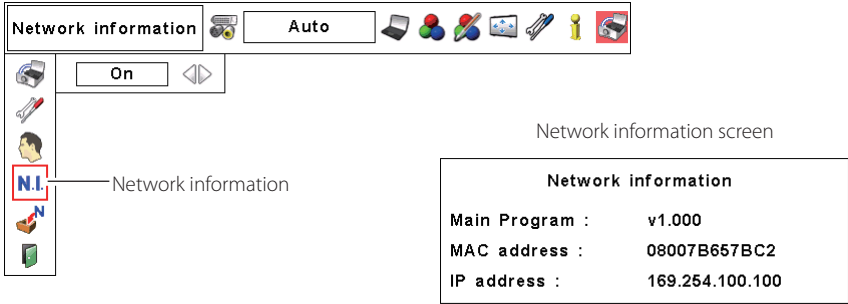 Network information
Auto
On
N.I.
Network information
N
Network information screen
Network information
Main Program : v1.000
MAC address : 08007B657BC2
IP address : 169.254.100.100